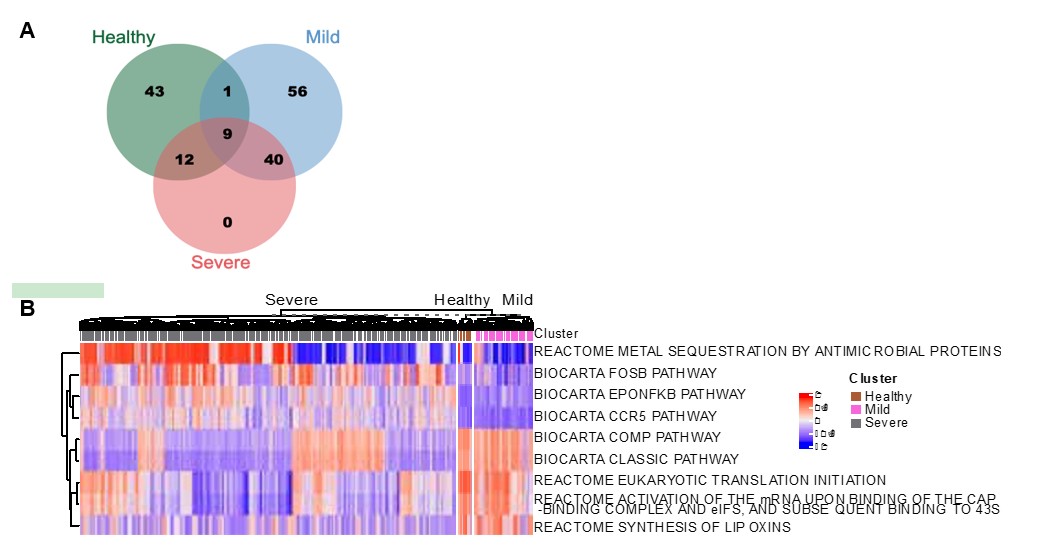 A
Healthy
Mild
43
1
56
9
12
40
0
Severe
B
Severe
Healthy
Mild
Cluster
REACTOME METAL SEQUESTRATION BY ANTIMICROBIAL PROTEINS
BIOCARTA FOSB PATHWAY
BIOCARTA EPONFKB PATHWAY
BIOCARTA CCR5 PATHWAY
BIOCARTA COMP PATHWAY
BIOCARTA CLASSIC PATHWAY
REACTOME EUKARYOTIC TRANSLATION INITIATION
REACTOME ACTIVATION OF THE mRNA UPON BINDING OF THE CAP
-BINDING COMPLEX AND eIFS, AND SUBSE QUENT BINDING TO 43S
REACTOME SYNTHESIS OF LIP OXINS
Cluster
Healthy
Mild
Severe